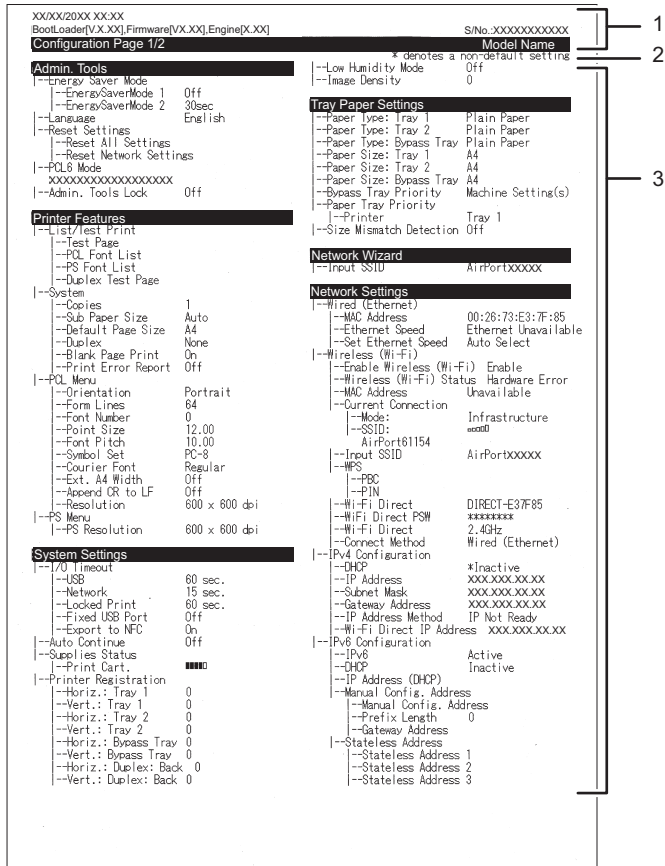 XX/XX/20XX XX:XX
BootLoader[V.X.XX],Firmware[VX.XX],Engine[X.XX] S/No.:XXXXXXXXXXX
Configuration Page 1/2 Model Name
1
* denotes a non-default setting
2
3
Admin. Tools
|--Energy Saver Mode
|--EnergySaverMode 1 Off
|--EnergySaverMode 2 30sec
|--Language English
|--Reset Settings
|--Reset All Settings
|--Reset Network Settings
|--PCL6 Mode
XXXXXXXXXXXXXXXXXX
|--Admin. Tools Lock Off
Printer Features
|--List/Test Print
|--Test Page
|--PCL Font List
|--PS Font List
|--Duplex Test Page
|--System
|--Copies 1
|--Sub Paper Size Auto
|--Default Page Size A4
|--Duplex None
|--Blank Page Print On
|--Print Error Report Off
|--PCL Menu
|--Orientation Portrait
|--Form Lines 64
|--Font Number 0
|--Point Size 12.00
|--Font Pitch 10.00
|--Symbol Set PC-8
|--Courier Font Regular
|--Ext. A4 Width Off
|--Append CR to LF Off
|--Resolution 600 x 600 dpi
|--PS Menu
|--PS Resolution 600 x 600 dpi
System Settings
|--I/O Timeout
|--USB 60 sec.
|--Network 15 sec.
|--Locked Print 60 sec.
|--Fixed USB Port Off
|--Export to NFC On
|--Auto Continue Off
|--Supplies Status
|--Print Cart.
|--Printer Registration
|--Horiz.: Tray 1 0
|--Vert.: Tray 1 0
|--Horiz.: Tray 2 0
|--Vert.: Tray 2 0
|--Horiz.: Bypass Tray 0
|--Vert.: Bypass Tray 0
|--Horiz.: Duplex: Back 0
|--Vert.: Duplex: Back 0
|--Low Humidity Mode Off
|--Image Density 0
Tray Paper Settings
|--Paper Type: Tray 1 Plain Paper
|--Paper Type: Tray 2 Plain Paper
|--Paper Type: Bypass Tray Plain Paper
|--Paper Size: Tray 1 A4
|--Paper Size: Tray 2 A4
|--Paper Size: Bypass Tray A4
|--Bypass Tray Priority Machine Setting(s)
|--Paper Tray Priority
|--Printer Tray 1
|--Size Mismatch Detection Off
Network Wizard
|--Input SSID AirPortXXXXX
Network Settings
|--Wired (Ethernet)
|--MAC Address 00:26:73:E3:7F:85
|--Ethernet Speed Ethernet Unavailable
|--Set Ethernet Speed Auto Select
|--Wireless (Wi-Fi)
|--Enable Wireless (Wi-Fi) Enable
|--Wireless (Wi-Fi) Status Hardware Error
|--MAC Address Unavailable
|--Current Connection
|--Mode: Infrastructure
|--SSID:
AirPort61154
|--Input SSID AirPortXXXXX
|--WPS
|--PBC
|--PIN
|--Wi-Fi Direct DIRECT-E37F85
|--WiFi Direct PSW ********
|--Wi-Fi Direct 2.4GHz
|--Connect Method Wired (Ethernet)
|--IPv4 Configuration
|--DHCP *Inactive
|--IP Address XXX.XXX.XX.XX
|--Subnet Mask XXX.XXX.XX.XX
|--Gateway Address XXX.XXX.XX.XX
|--IP Address Method IP Not Ready
|--Wi-Fi Direct IP Address XXX.XXX.XX.XX
|--IPv6 Configuration
|--IPv6 Active
|--DHCP Inactive
|--IP Address (DHCP)
|--Manual Config. Address
|--Manual Config. Address
|--Prefix Length 0
|--Gateway Address
|--Stateless Address
|--Stateless Address 1
|--Stateless Address 2
|--Stateless Address 3